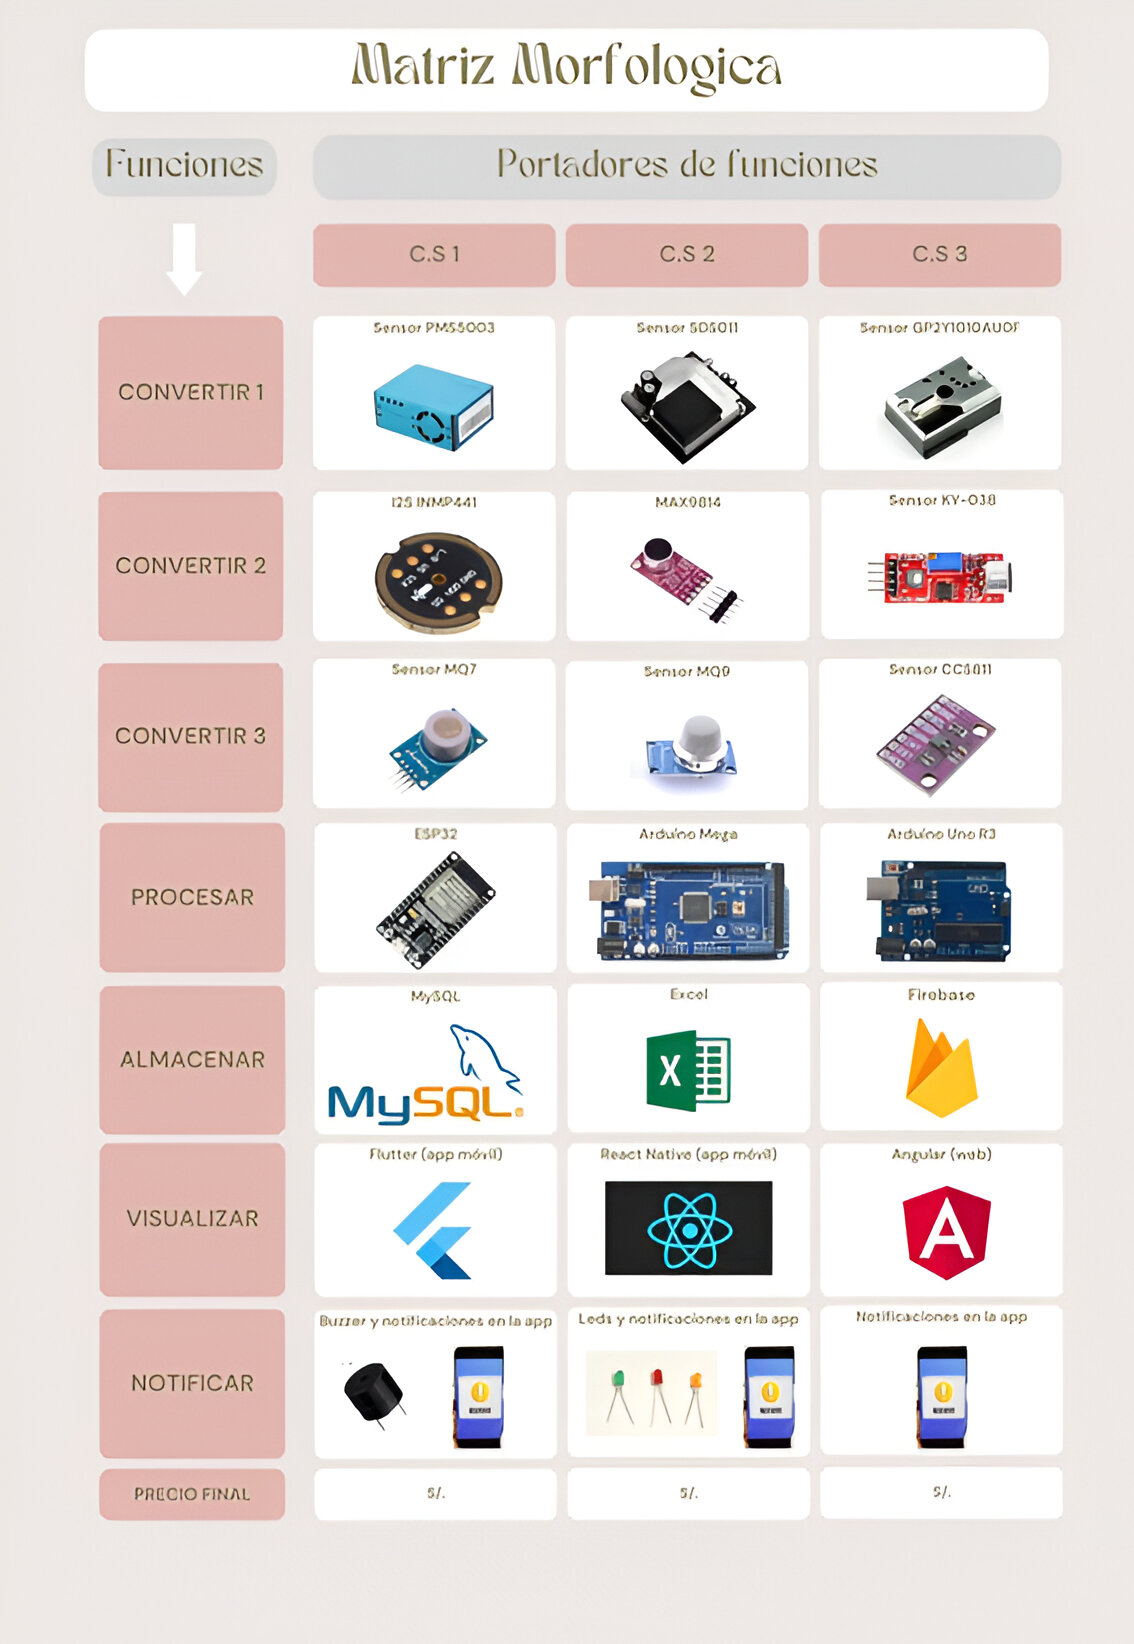 Matriz Morfologica
Funciones
Portadores de funciones
C.S 1
C.S 2
C.S 3
CONVERTIR 1
Sensor PMS5003
Sensor SDS011
Sensor GP2Y1010AU0F
CONVERTIR 2
I2S INMP441
MAX9814
Sensor KY-038
CONVERTIR 3
Sensor MQ7
Sensor MQ9
Sensor CCS811
PROCESAR
ESP32
Arduino Mega
Arduino Uno R3
ALMACENAR
MySQL
Excel
Firebase
MySQL.
X
VISUALIZAR
Flutter (app móvil)
React Native (app móvil)
Angular (web)
A
NOTIFICAR
Buzzer y notificaciones en la app
Leds y notificaciones en la app
Notificaciones en la app
PRECIO FINAL
S/.
S/.
S/.